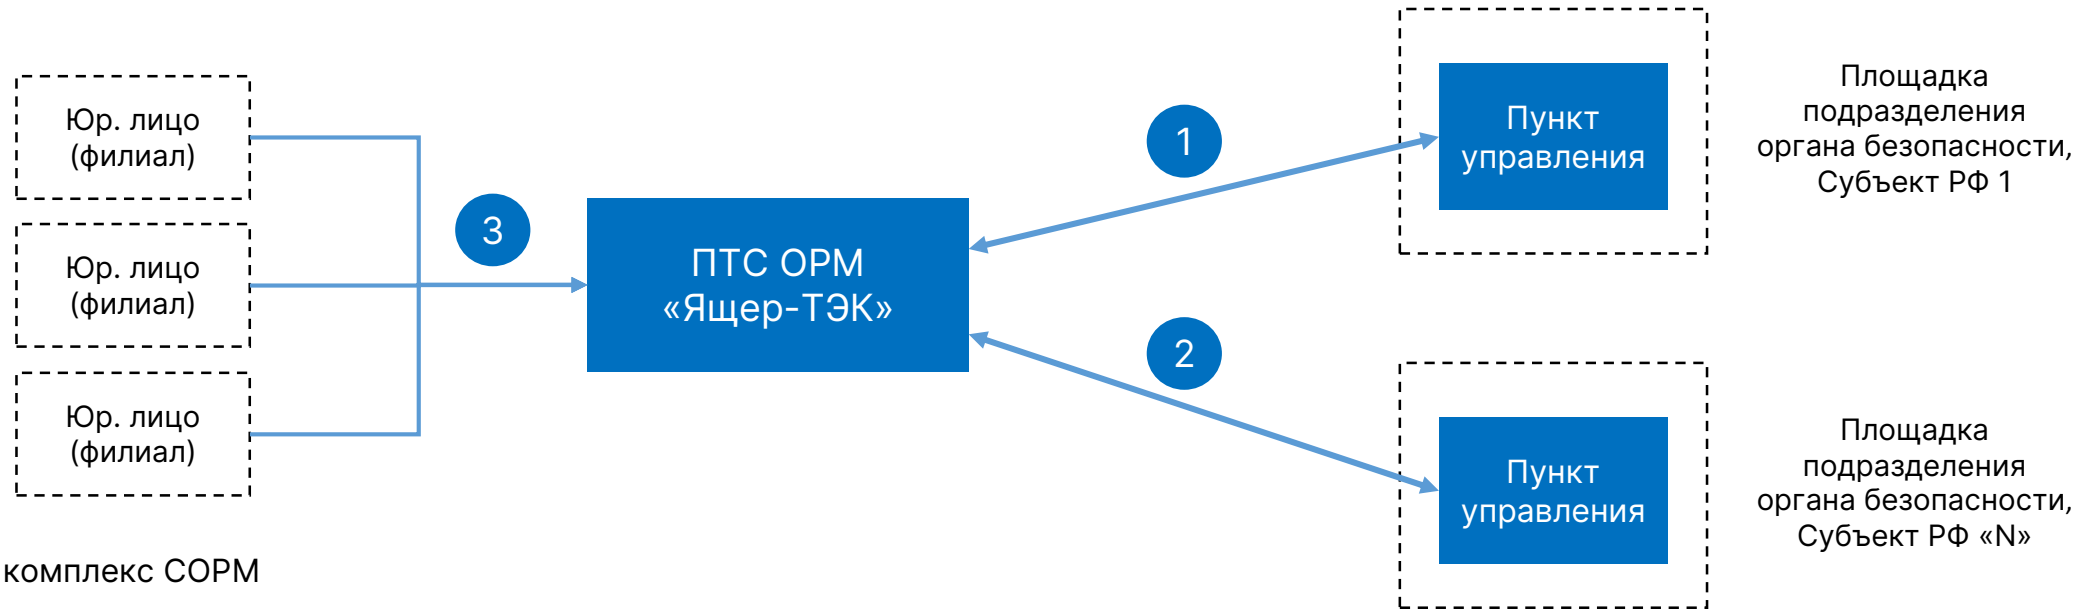 Юр. лицо
(филиал)
Юр. лицо
(филиал)
Юр. лицо
(филиал)
комплекс СОРМ
3
ПТС ОРМ
«Ящер-ТЭК»
1
2
Пункт
управления
Площадка
подразделения
органа безопасности,
Субъект РФ 1
Пункт
управления
Площадка
подразделения
органа безопасности,
Субъект РФ «N»